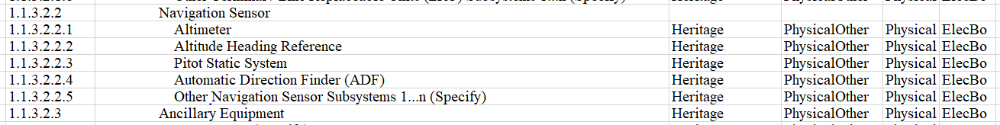 1.1.3.2.2 Navigation Sensor
1.1.3.2.2.1 Altimeter Heritage PhysicalOther Physical ElecBo
1.1.3.2.2.2 Altitude Heading Reference Heritage PhysicalOther Physical ElecBo
1.1.3.2.2.3 Pitot Static System Heritage PhysicalOther Physical ElecBo
1.1.3.2.2.4 Automatic Direction Finder (ADF) Heritage PhysicalOther Physical ElecBo
1.1.3.2.2.5 Other Navigation Sensor Subsystems 1...n (Specify) Heritage PhysicalOther Physical ElecBo
1.1.3.2.3 Ancillary Equipment Heritage PhysicalOther Physical ElecBo